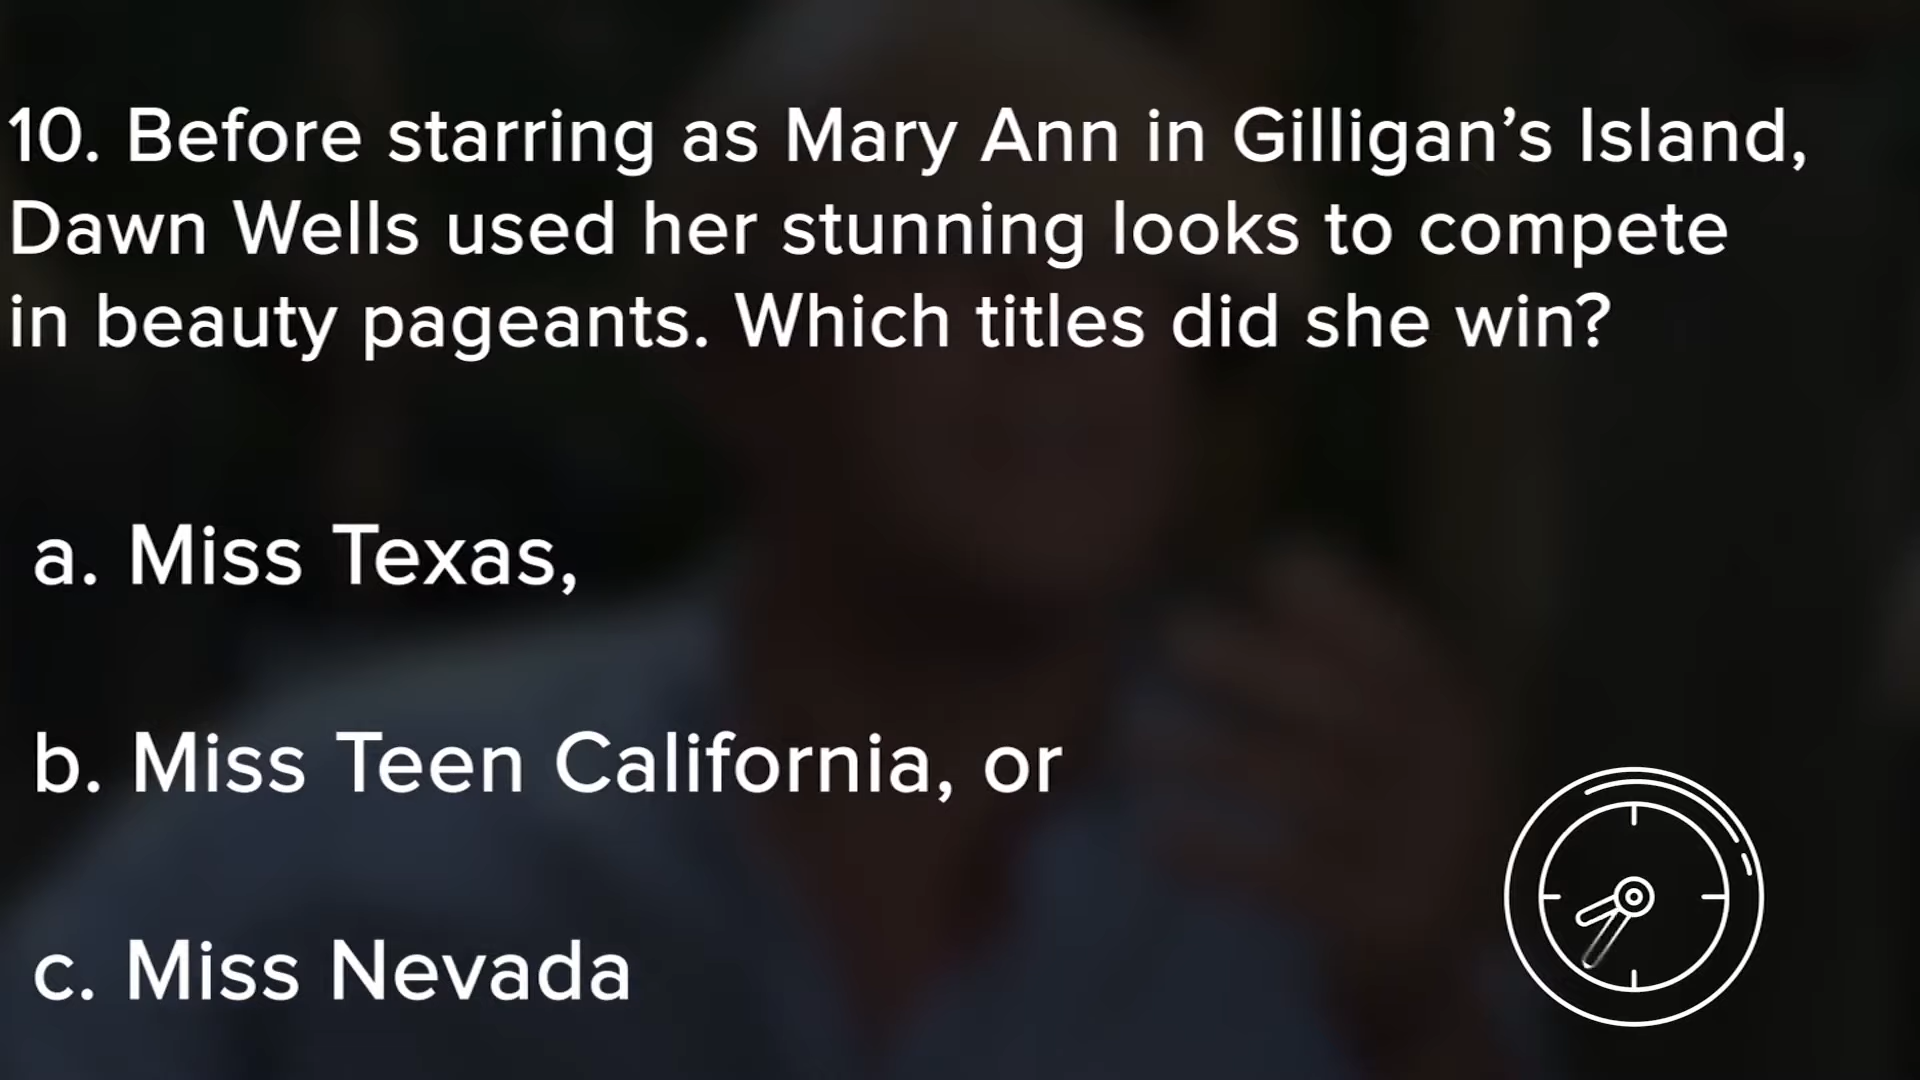 10. Before starring as Mary Ann in Gilligan’s Island,
Dawn Wells used her stunning looks to compete
in beauty pageants. Which titles did she win?
a. Miss Texas,
b. Miss Teen California, or
c. Miss Nevada